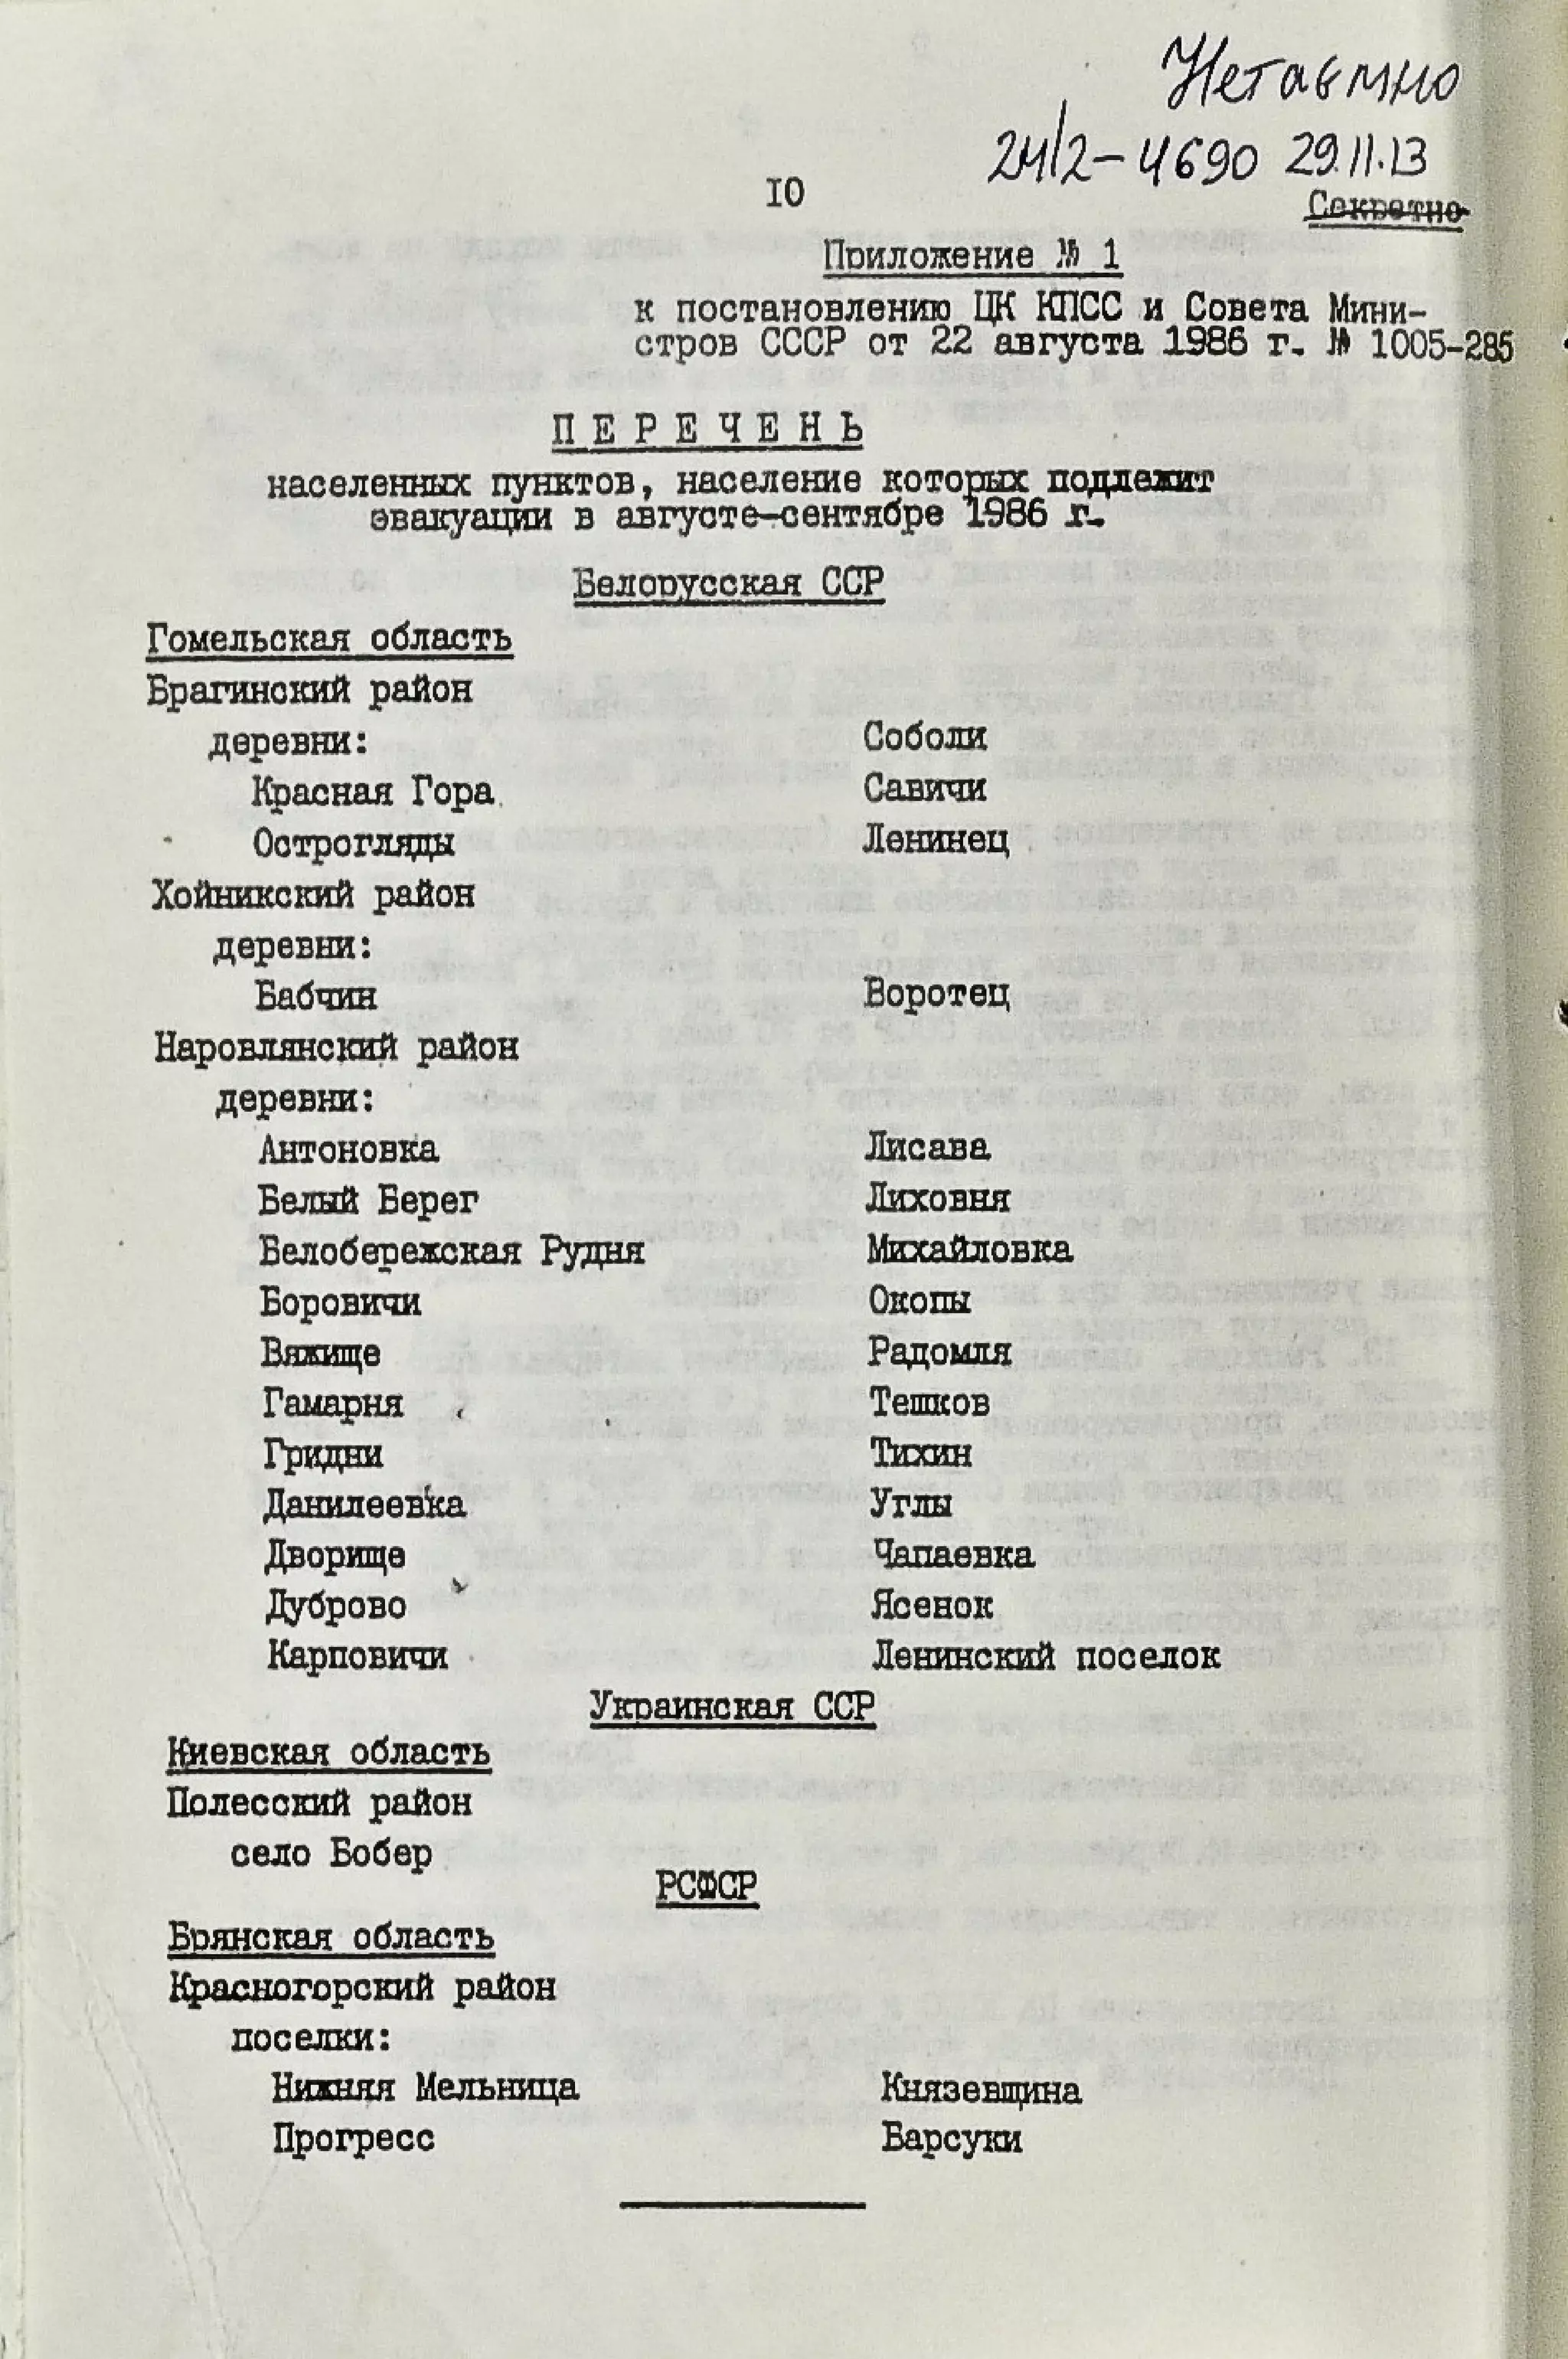 Нетаємно
24/2-4690 29.11.13
10
Секретно
Приложение № 1
к постановлению ЦК КПСС и Совета Мини-
стров СССР от 22 августа 1986 г. № 1005-285
ПЕРЕЧЕНЬ
населенных пунктов, население которых подлежит
эвакуации в августе-сентябре 1986 г.
Белорусская ССР
Гомельская область
Брагинский район
деревни: Соболи
Красная Гора Савичи
Острогляды Ленинец
Хойникский район
деревни:
Бабчин Воротец
Наровлянский район
деревни:
Антоновка Лисава
Белый Берег Лиховня
Белобережская Рудня Михайловка
Боровичи Окопы
Вяжище Радомля
Гамарня Тешков
Гридни Тихин
Данилеевка Углы
Дворище Чапаевка
Дуброво Ясенок
Карповичи Ленинский поселок
Украинская ССР
Киевская область
Полесский район
село Бобер
РСФСР
Брянская область
Красногорский район
поселки:
Нижняя Мельница Князевщина
Прогресс Барсуки